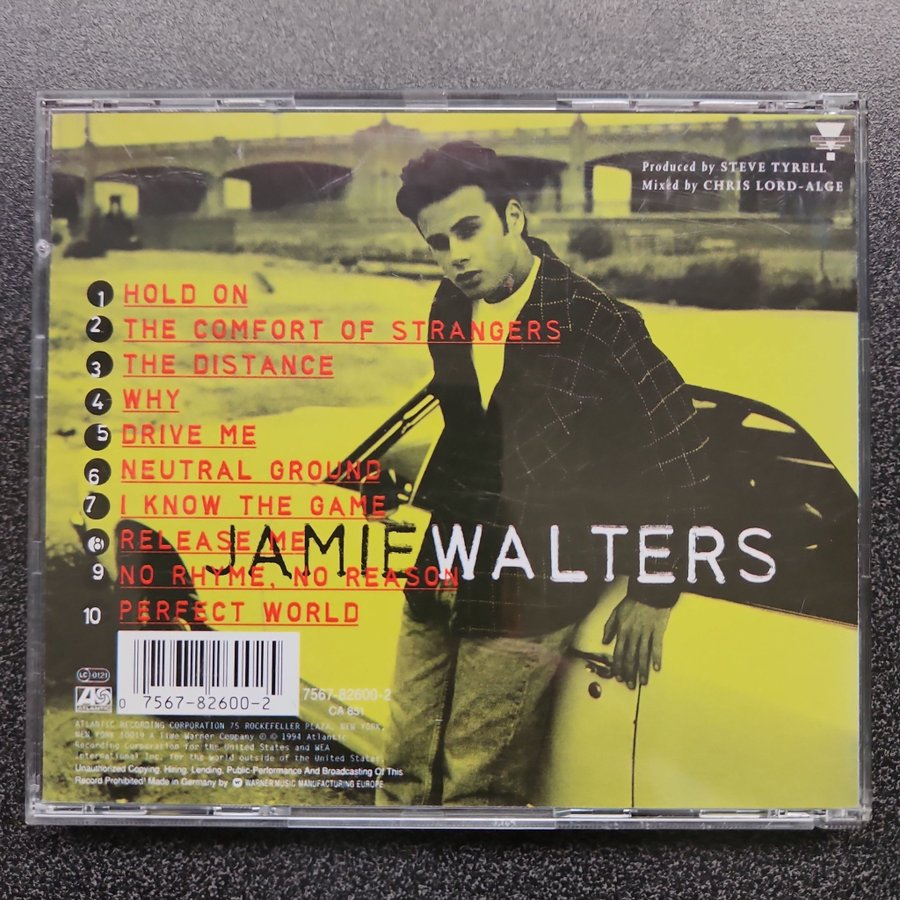 Produced by STEVE TYRELL
Mixed by CHRIS LORD-ALGE
1 HOLD ON
2 THE COMFORT OF STRANGERS
3 THE DISTANCE
4 WHY
5 DRIVE ME
6 NEUTRAL GROUND
7 I KNOW THE GAME
8 RELEASE ME
JAMIE WALTERS
9 NO RHYME, NO REASON
10 PERFECT WORLD
LC 0121
ATLANTIC
0 7567-82600-2
7567-82600-2
CA 851
ATLANTIC RECORDING CORPORATION 75 ROCKEFELLER PLAZA, NEW YORK,
NEW YORK 10019 A Time Warner Company © ℗ 1994 Atlantic
Recording Corporation for the United States and WEA
International Inc. for the world outside of the United States
Unauthorized Copying, Hiring, Lending, Public Performance And Broadcasting Of This
Record Prohibited! Made in Germany by WARNER MUSIC MANUFACTURING EUROPE